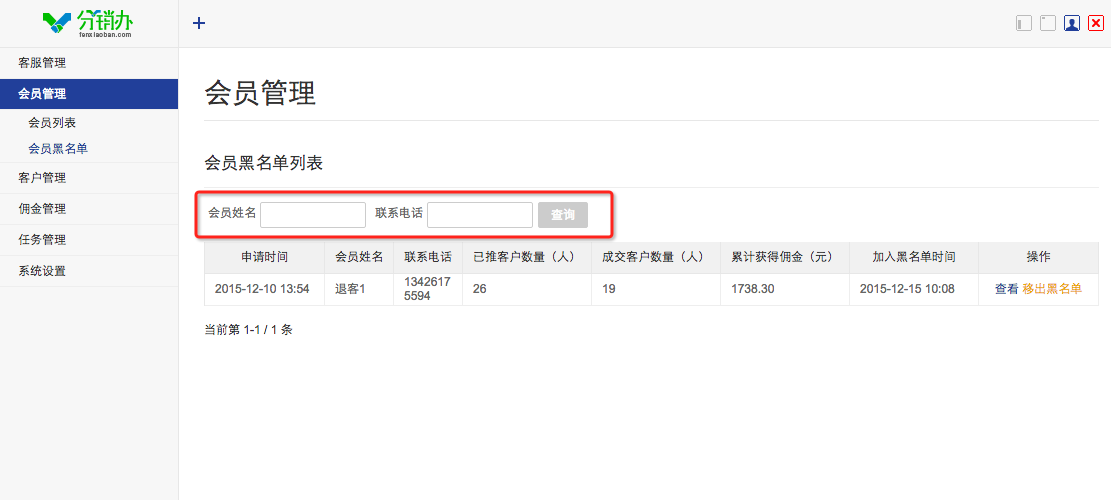 分销办
fenxiaoban.com
客服管理
会员管理
会员列表
会员黑名单
客户管理
佣金管理
任务管理
系统设置
会员管理
会员黑名单列表
会员姓名 联系电话 查询
申请时间 会员姓名 联系电话 已推客户数量（人） 成交客户数量（人） 累计获得佣金（元） 加入黑名单时间 操作
2015-12-10 13:54 退客1 1342617 26 19 1738.30 2015-12-15 10:08 查看 移出黑名单
5594
当前第 1-1 / 1 条